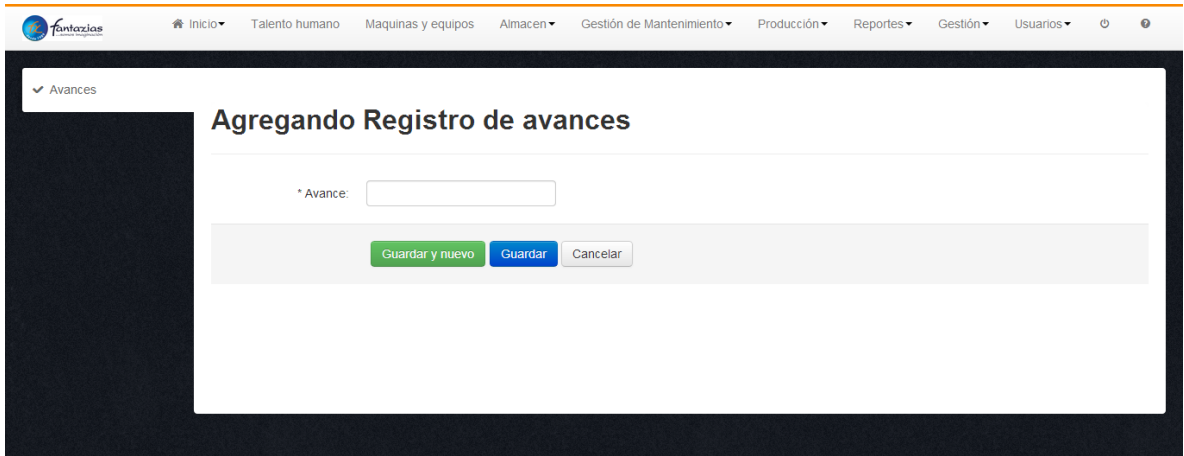 fantazias
Inicio Talento humano Maquinas y equipos Almacen Gestión de Mantenimiento Producción Reportes Gestión Usuarios
Avances
Agregando Registro de avances
* Avance:
Guardar y nuevo Guardar Cancelar